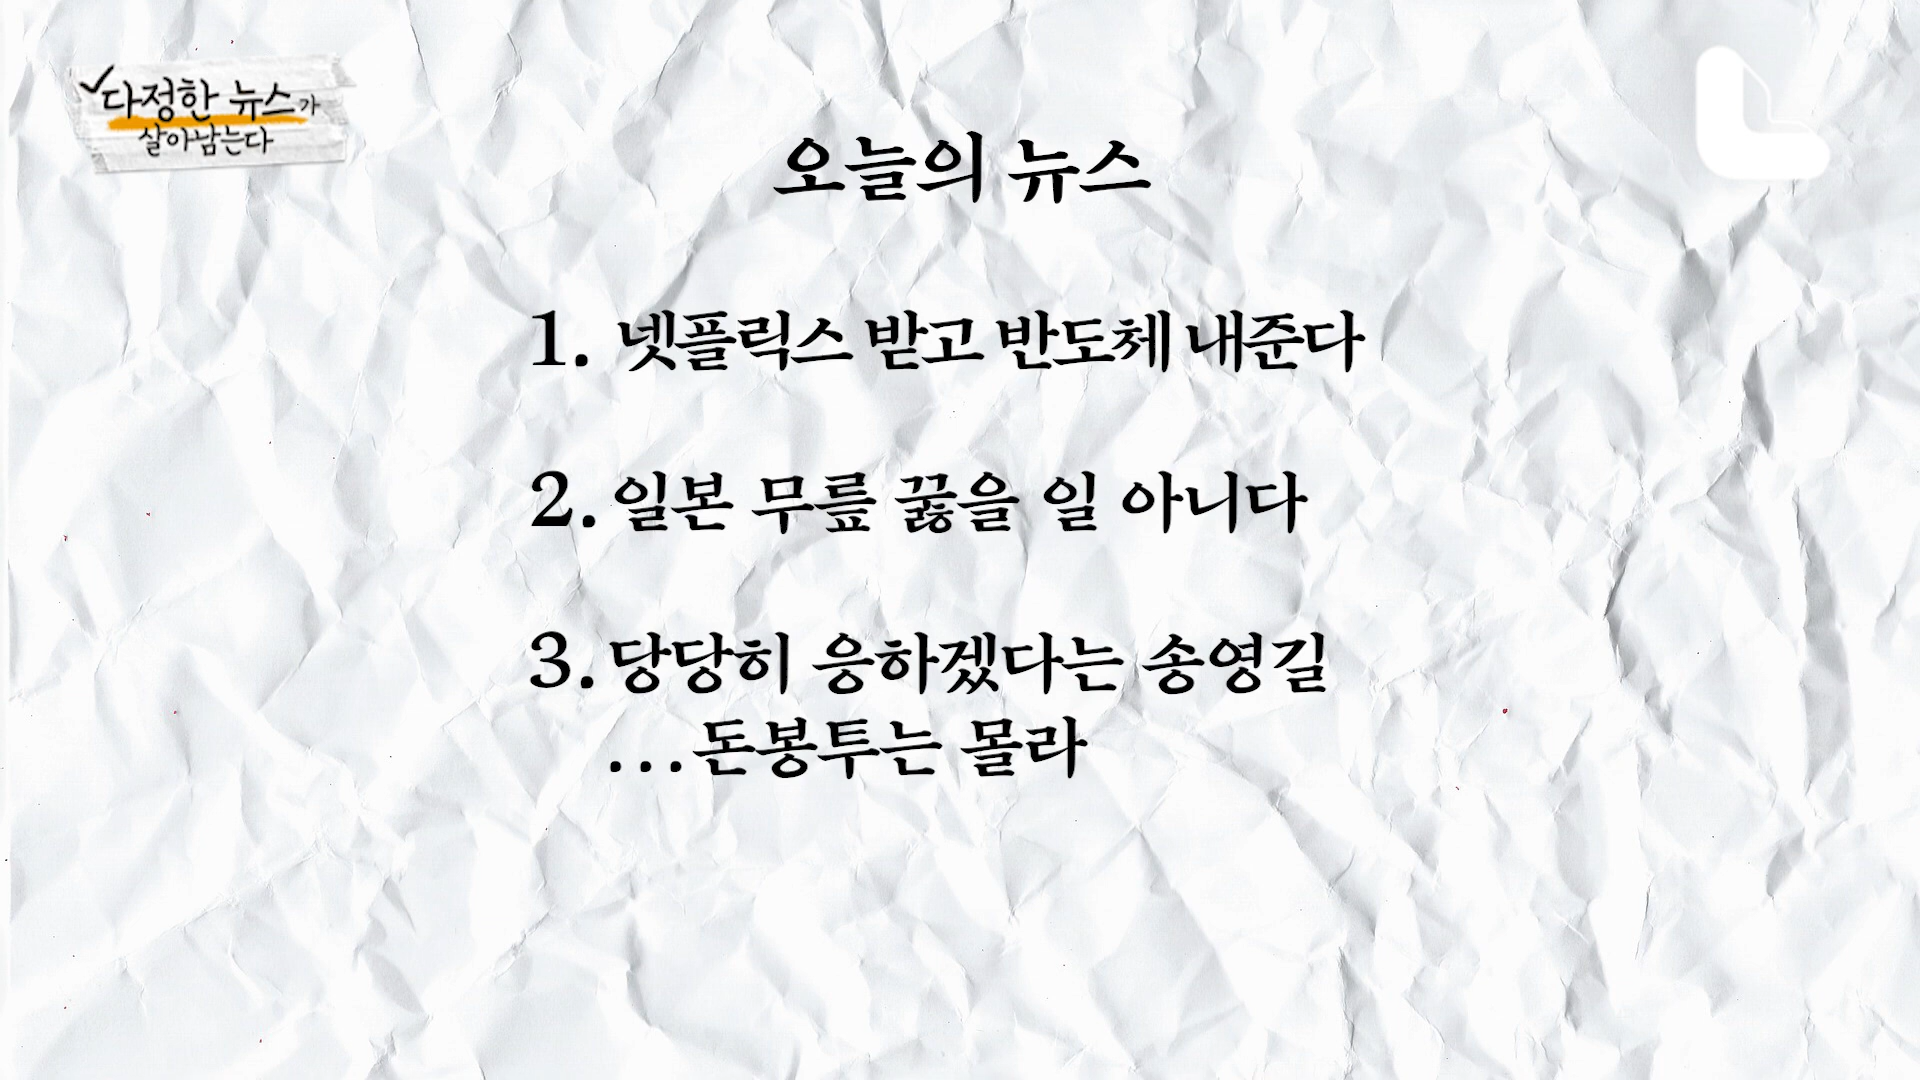 ✓다정한 뉴스가
살아남는다
오늘의 뉴스
1. 넷플릭스 받고 반도체 내준다
2. 일본 무릎 꿇을 일 아니다
3. 당당히 응하겠다는 송영길
...돈봉투는 몰라